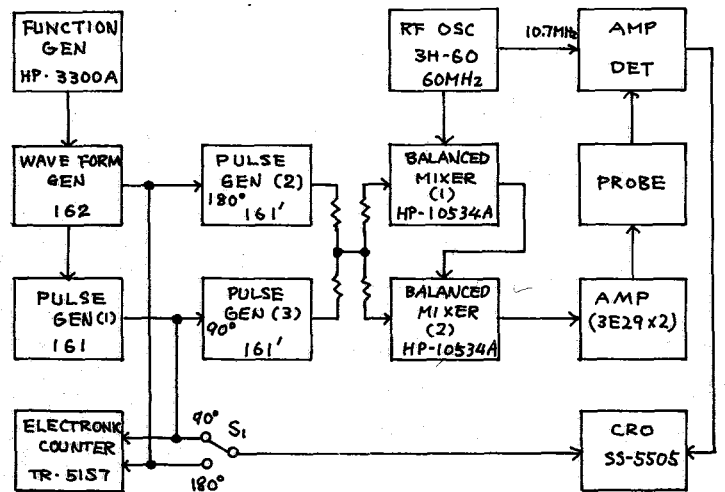 FUNCTION
GEN
HP·3300A
RF OSC
3H-60
60MHz
10.7MHz
AMP
DET
WAVE FORM
GEN
162
PULSE
GEN (2)
180° 161'
BALANCED
MIXER
(1)
HP-10534A
PROBE
PULSE
GEN(1)
161
PULSE
GEN (3)
90° 161'
BALANCED
MIXER
(2)
HP-10534A
AMP
(3E29×2)
ELECTRONIC
COUNTER
TR·5157
90°
S1
180°
CRO
SS-5505